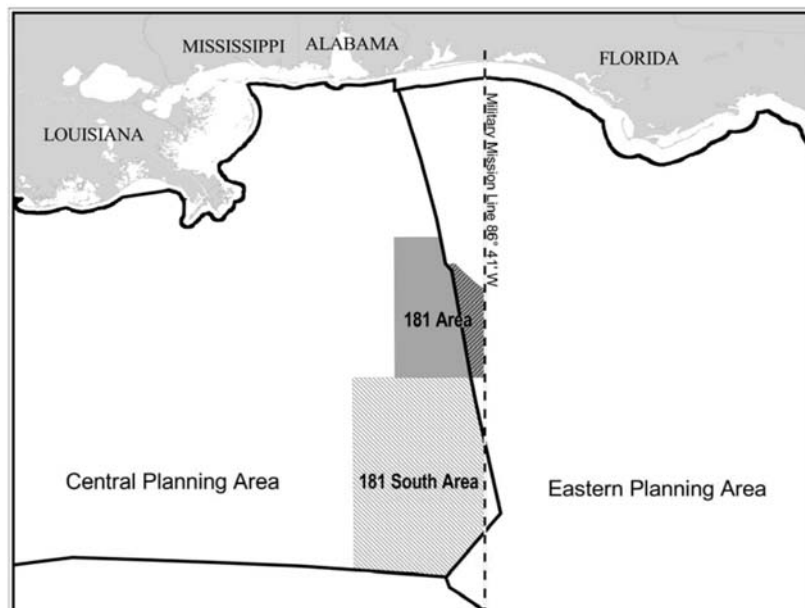 MISSISSIPPI
ALABAMA
FLORIDA
LOUISIANA
Military Mission Line 86° 41' W
181 Area
181 South Area
Central Planning Area
Eastern Planning Area